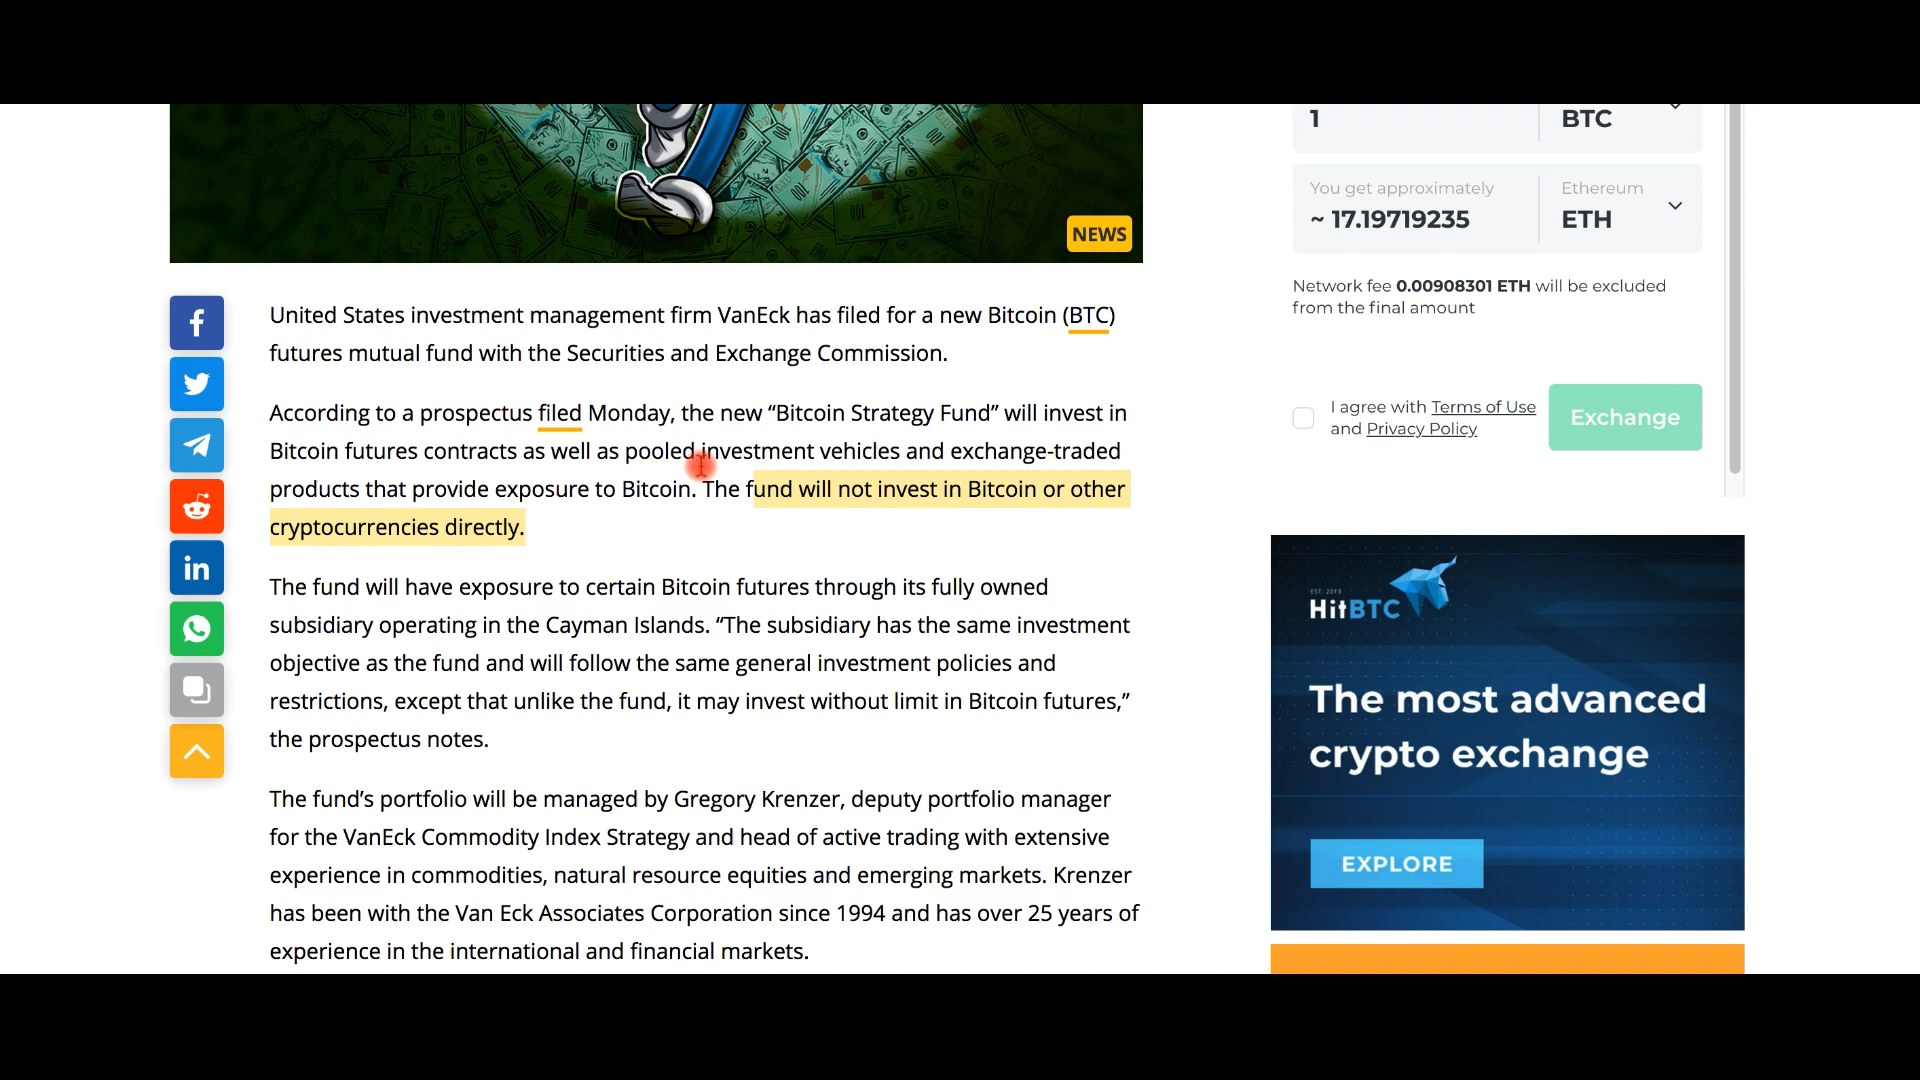 NEWS
United States investment management firm VanEck has filed for a new Bitcoin (BTC)
futures mutual fund with the Securities and Exchange Commission.
According to a prospectus filed Monday, the new “Bitcoin Strategy Fund” will invest in
Bitcoin futures contracts as well as pooled investment vehicles and exchange-traded
products that provide exposure to Bitcoin. The fund will not invest in Bitcoin or other
cryptocurrencies directly.
The fund will have exposure to certain Bitcoin futures through its fully owned
subsidiary operating in the Cayman Islands. “The subsidiary has the same investment
objective as the fund and will follow the same general investment policies and
restrictions, except that unlike the fund, it may invest without limit in Bitcoin futures,”
the prospectus notes.
The fund’s portfolio will be managed by Gregory Krenzer, deputy portfolio manager
for the VanEck Commodity Index Strategy and head of active trading with extensive
experience in commodities, natural resource equities and emerging markets. Krenzer
has been with the Van Eck Associates Corporation since 1994 and has over 25 years of
experience in the international and financial markets.
1 BTC
You get approximately Ethereum
~ 17.19719235 ETH
Network fee 0.00908301 ETH will be excluded
from the final amount
I agree with Terms of Use
and Privacy Policy
Exchange
EST. 2013
HitBTC
The most advanced
crypto exchange
EXPLORE